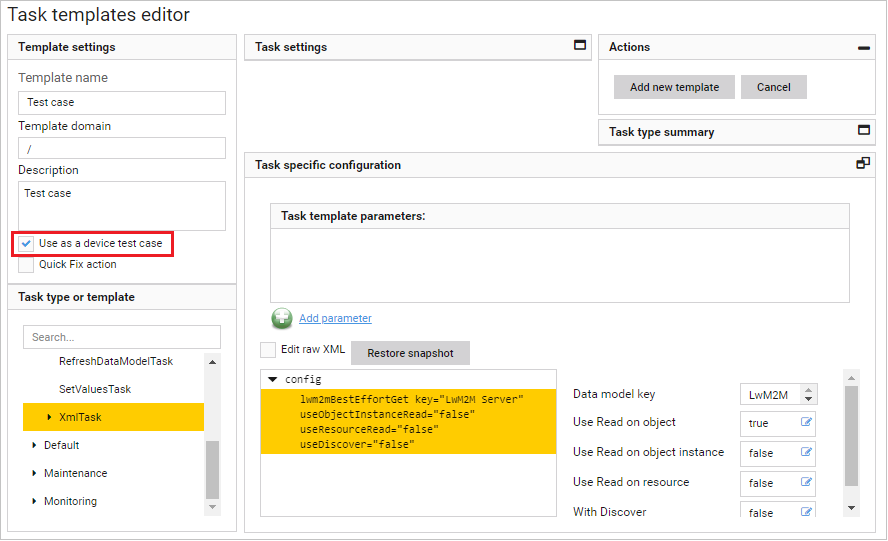 Task templates editor
Template settings
Template name
Test case
Template domain
/
Description
Test case
Use as a device test case
Quick Fix action
Task type or template
Search...
RefreshDataModelTask
SetValuesTask
XmlTask
Default
Maintenance
Monitoring
Task settings
Actions
Add new template
Cancel
Task type summary
Task specific configuration
Task template parameters:
Add parameter
Edit raw XML
Restore snapshot
config
lwm2mBestEffortGet key="LwM2M Server"
useObjectInstanceRead="false"
useResourceRead="false"
useDiscover="false"
Data model key
LwM2M
Use Read on object
true
Use Read on object instance
false
Use Read on resource
false
With Discover
false